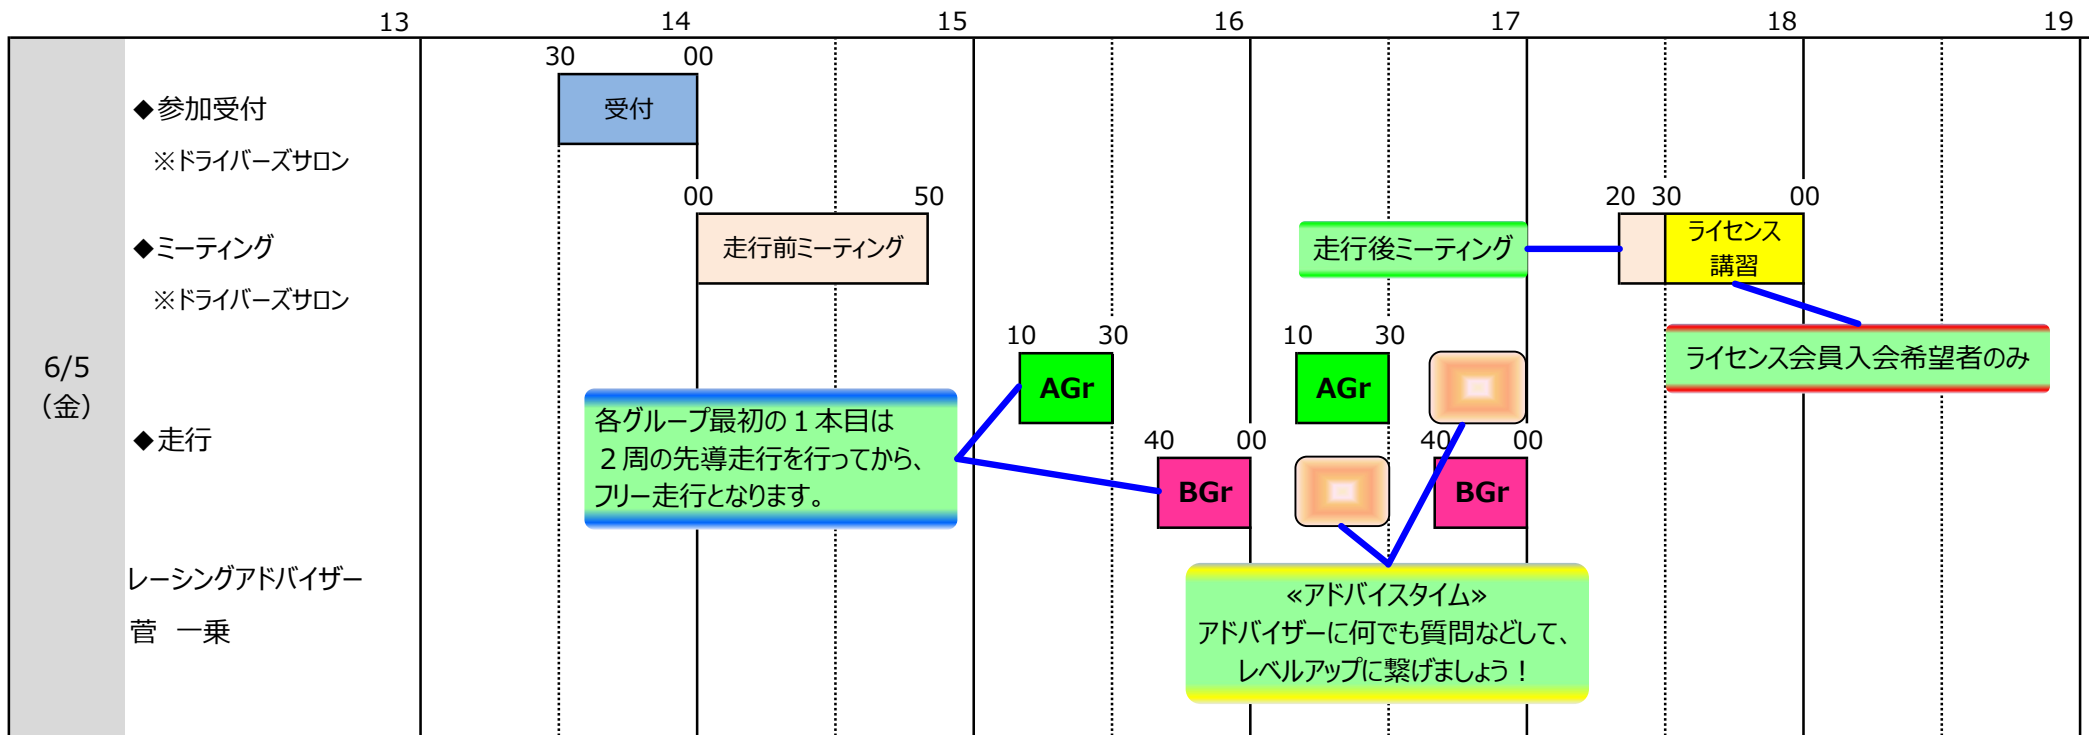 13 14 15 16 17 18 19
6/5
（金）
◆参加受付
※ドライバーズサロン
30 00
受付
◆ミーティング
※ドライバーズサロン
00 50
走行前ミーティング
走行後ミーティング
20 30 00
ライセンス
講習
ライセンス会員入会希望者のみ
◆走行
各グループ最初の１本目は
２周の先導走行を行ってから、
フリー走行となります。
10 30
AGr
10 30
AGr
40 00
BGr
40 00
BGr
≪アドバイスタイム≫
アドバイザーに何でも質問などして、
レベルアップに繋げましょう！
レーシングアドバイザー
菅　一乗